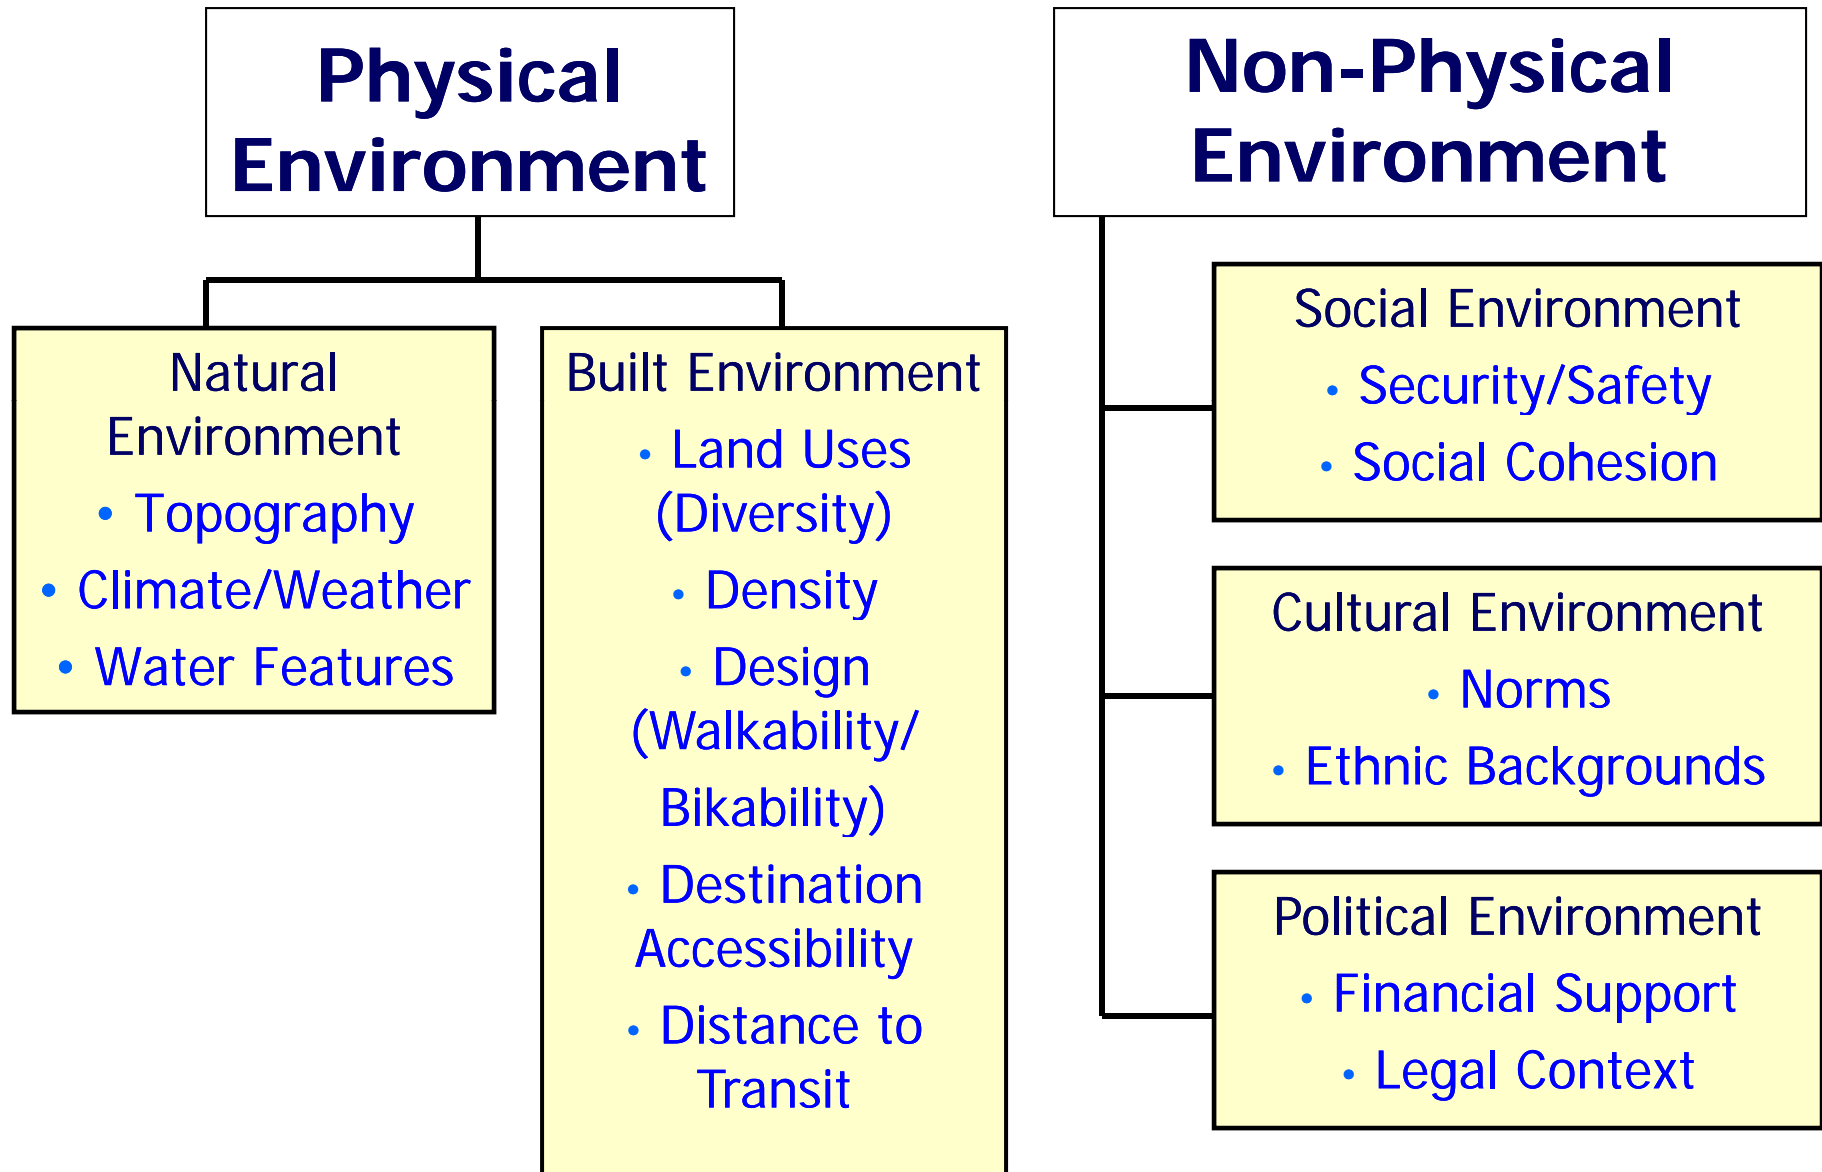 Physical
Environment
Natural
Environment
• Topography
• Climate/Weather
• Water Features
Built Environment
• Land Uses
(Diversity)
• Density
• Design
(Walkability/
Bikability)
• Destination
Accessibility
• Distance to
Transit
Non-Physical
Environment
Social Environment
• Security/Safety
• Social Cohesion
Cultural Environment
• Norms
• Ethnic Backgrounds
Political Environment
• Financial Support
• Legal Context